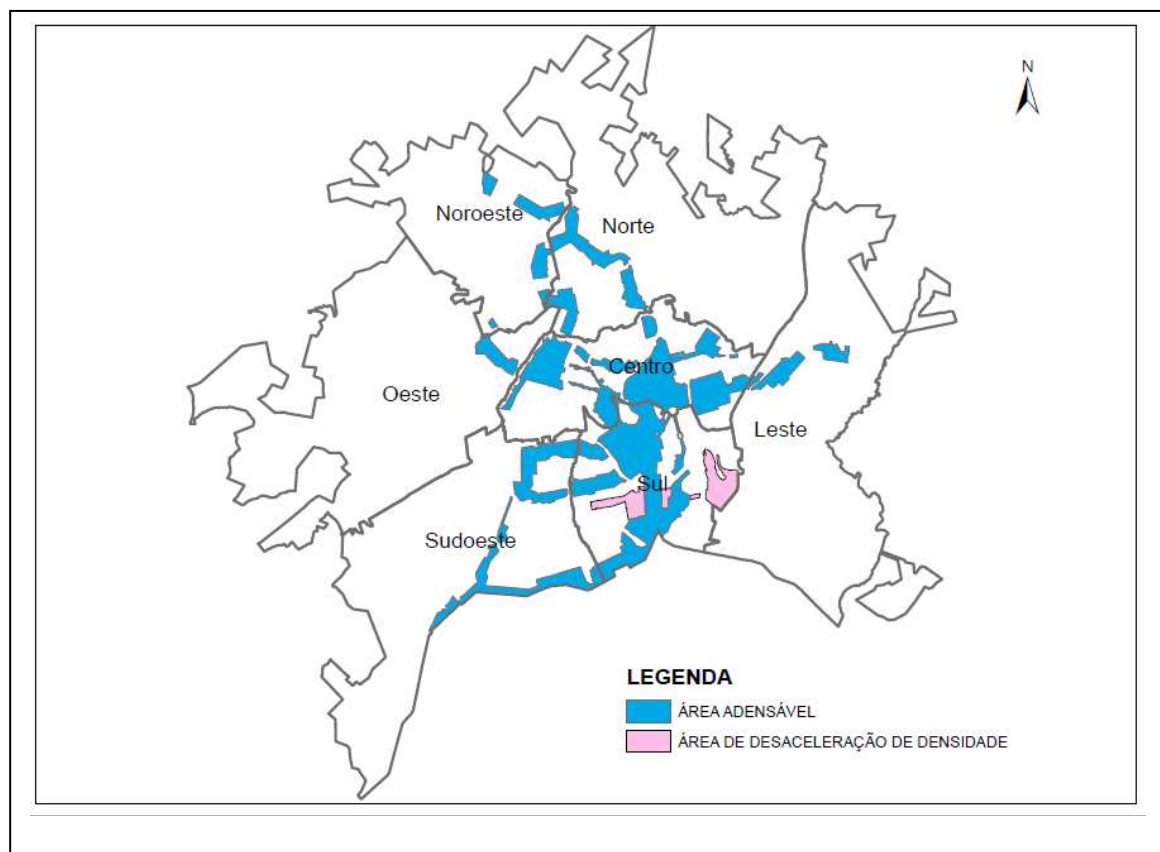 N
Noroeste
Norte
Centro
Oeste
Leste
Sul
Sudoeste
LEGENDA
ÁREA ADENSÁVEL
ÁREA DE DESACELERAÇÃO DE DENSIDADE